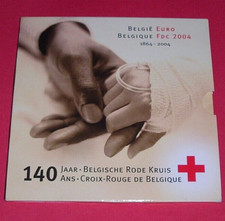 BELGIË EURO
BELGIQUE FDC 2004
1864 - 2004
140 JAAR · BELGISCHE RODE KRUIS
ANS · CROIX-ROUGE DE BELGIQUE